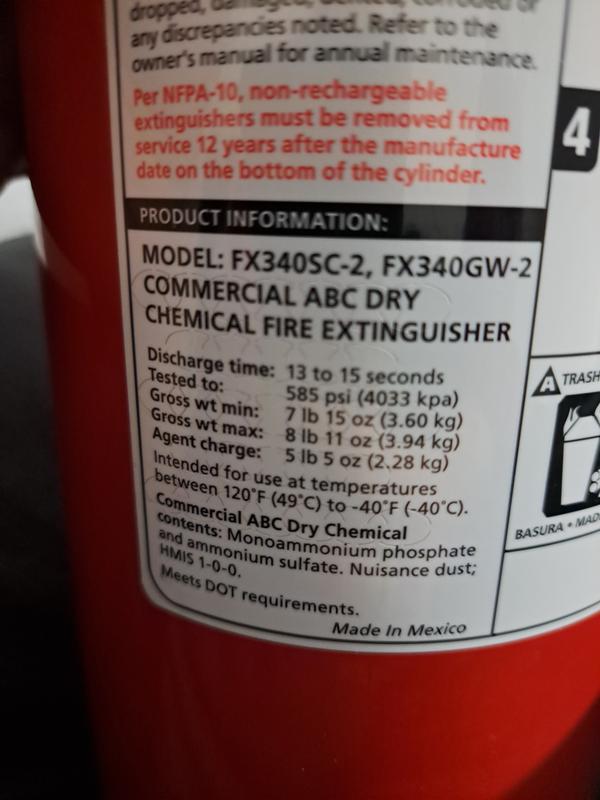 dropped, damaged, dented, corroded or
any discrepancies noted. Refer to the
owner's manual for annual maintenance.
Per NFPA-10, non-rechargeable
extinguishers must be removed from
service 12 years after the manufacture
date on the bottom of the cylinder.
PRODUCT INFORMATION:
MODEL: FX340SC-2, FX340GW-2
COMMERCIAL ABC DRY
CHEMICAL FIRE EXTINGUISHER
Discharge time: 13 to 15 seconds
Tested to: 585 psi (4033 kpa)
Gross wt min: 7 lb 15 oz (3.60 kg)
Gross wt max: 8 lb 11 oz (3.94 kg)
Agent charge: 5 lb 5 oz (2.28 kg)
Intended for use at temperatures
between 120°F (49°C) to -40°F (-40°C).
Commercial ABC Dry Chemical
contents: Monoammonium phosphate
and ammonium sulfate. Nuisance dust;
HMIS 1-0-0.
Meets DOT requirements.
Made In Mexico
4
A TRASH
BASURA • MAD